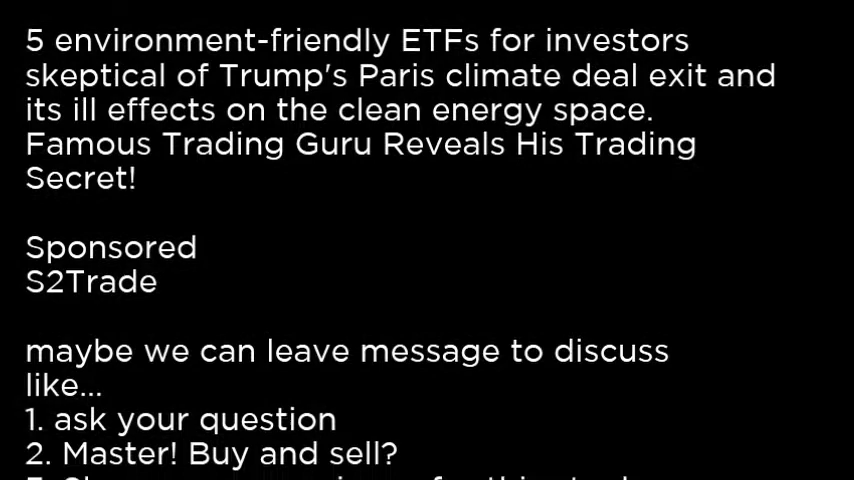 5 environment-friendly ETFs for investors
skeptical of Trump's Paris climate deal exit and
its ill effects on the clean energy space.
Famous Trading Guru Reveals His Trading
Secret!
Sponsored
S2Trade
maybe we can leave message to discuss
like...
1. ask your question
2. Master! Buy and sell?